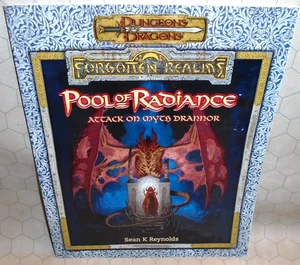 DUNGEONS
DRAGONS
FORGOTTEN REALMS
POOL OF RADIANCE
ATTACK ON MYTH DRANNOR
Sean K Reynolds